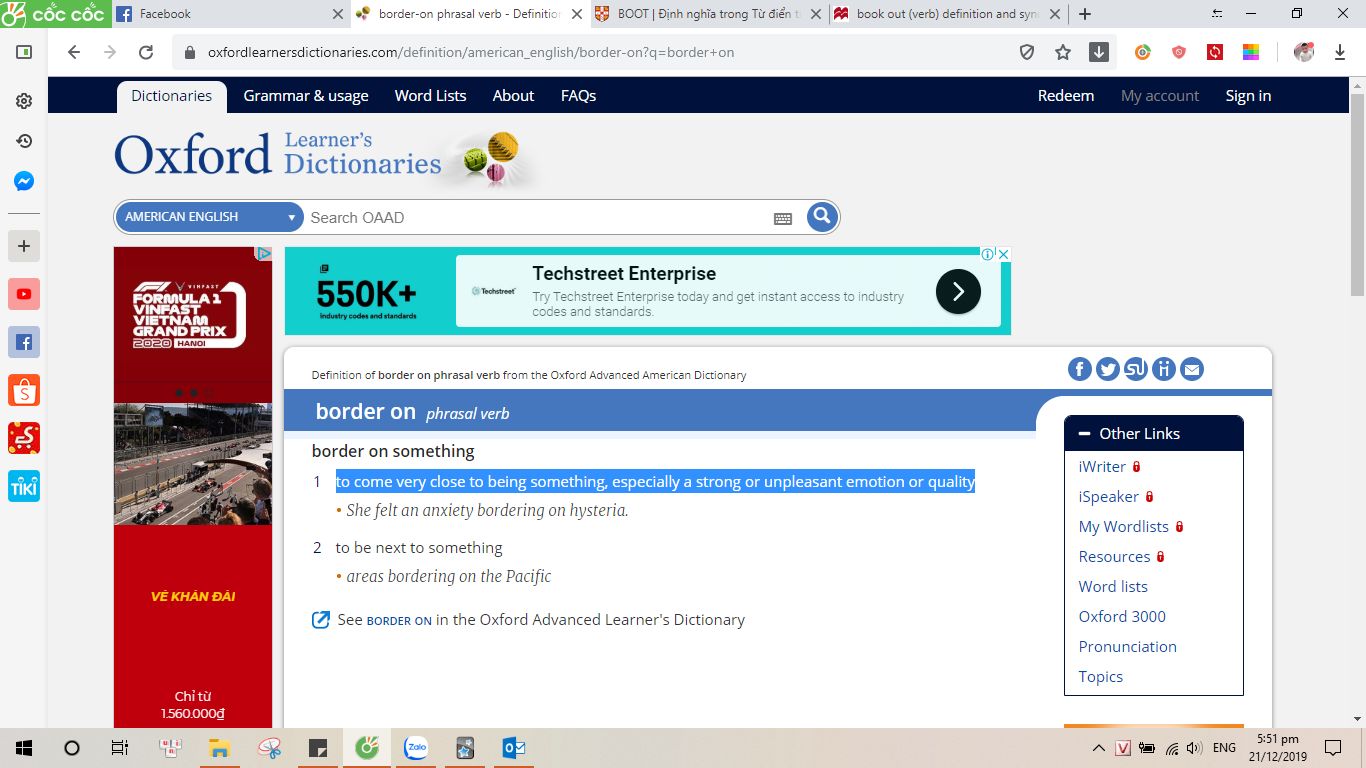 cốc cốc
Facebook
border-on phrasal verb - Definition
BOOT | Định nghĩa trong Từ điển t
book out (verb) definition and syn
oxfordlearnersdictionaries.com/definition/american_english/border-on?q=border+on
Dictionaries
Grammar & usage
Word Lists
About
FAQs
Redeem
My account
Sign in
Oxford Learner's Dictionaries
AMERICAN ENGLISH
Search OAAD
VINFAST
FORMULA 1
VINFAST
VIETNAM
GRAND PRIX
2020 HANOI
550K+
industry codes and standards
Techstreet
Techstreet Enterprise
Try Techstreet Enterprise today and get instant access to industry
codes and standards.
Definition of border on phrasal verb from the Oxford Advanced American Dictionary
border on phrasal verb
border on something
1 to come very close to being something, especially a strong or unpleasant emotion or quality
• She felt an anxiety bordering on hysteria.
2 to be next to something
• areas bordering on the Pacific
See BORDER ON in the Oxford Advanced Learner's Dictionary
Other Links
iWriter
iSpeaker
My Wordlists
Resources
Word lists
Oxford 3000
Pronunciation
Topics
VÉ KHÁN ĐÀI
Chỉ từ
1.560.000₫
TIKI
Zalo
ENG
5:51 pm
21/12/2019